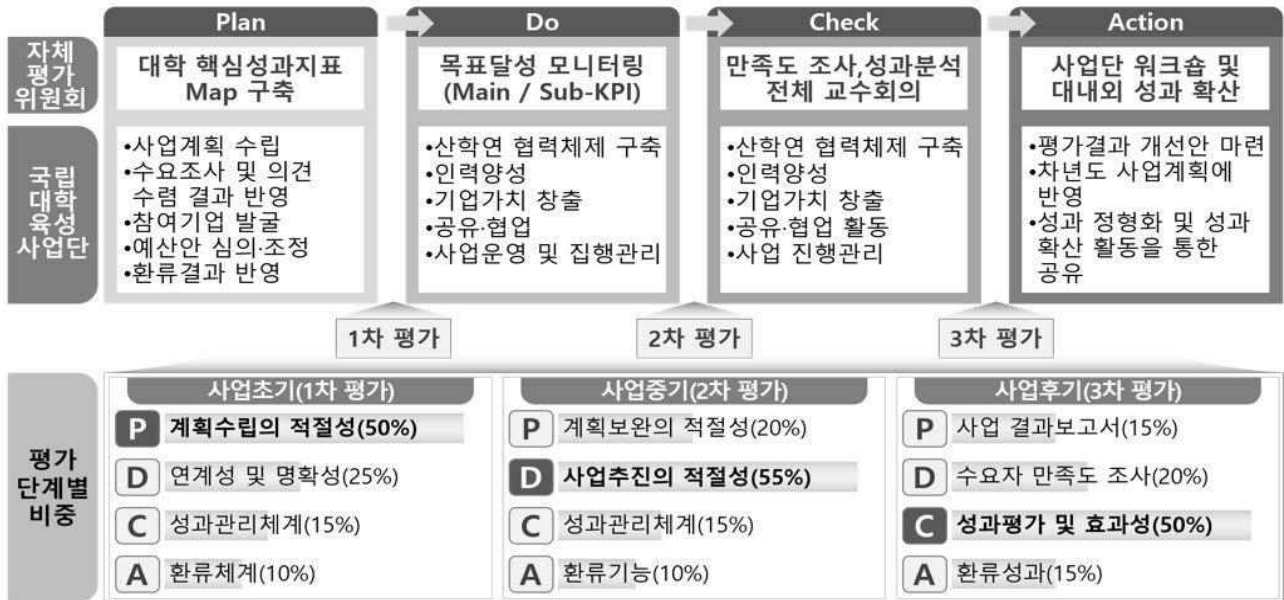 Plan
Do
Check
Action
자체
평가
위원회
대학 핵심성과지표
Map 구축
목표달성 모니터링
(Main / Sub-KPI)
만족도 조사,성과분석
전체 교수회의
사업단 워크숍 및
대내외 성과 확산
국립
대학
육성
사업단
•사업계획 수립
•수요조사 및 의견
수렴 결과 반영
•참여기업 발굴
•예산안 심의·조정
•환류결과 반영
•산학연 협력체제 구축
•인력양성
•기업가치 창출
•공유·협업
•사업운영 및 집행관리
•산학연 협력체제 구축
•인력양성
•기업가치 창출
•공유·협업 활동
•사업 진행관리
•평가결과 개선안 마련
•차년도 사업계획에
반영
•성과 정형화 및 성과
확산 활동을 통한
공유
1차 평가
2차 평가
3차 평가
평가
단계별
비중
사업초기(1차 평가)
P 계획수립의 적절성(50%)
D 연계성 및 명확성(25%)
C 성과관리체계(15%)
A 환류체계(10%)
사업중기(2차 평가)
P 계획보완의 적절성(20%)
D 사업추진의 적절성(55%)
C 성과관리체계(15%)
A 환류기능(10%)
사업후기(3차 평가)
P 사업 결과보고서(15%)
D 수요자 만족도 조사(20%)
C 성과평가 및 효과성(50%)
A 환류성과(15%)